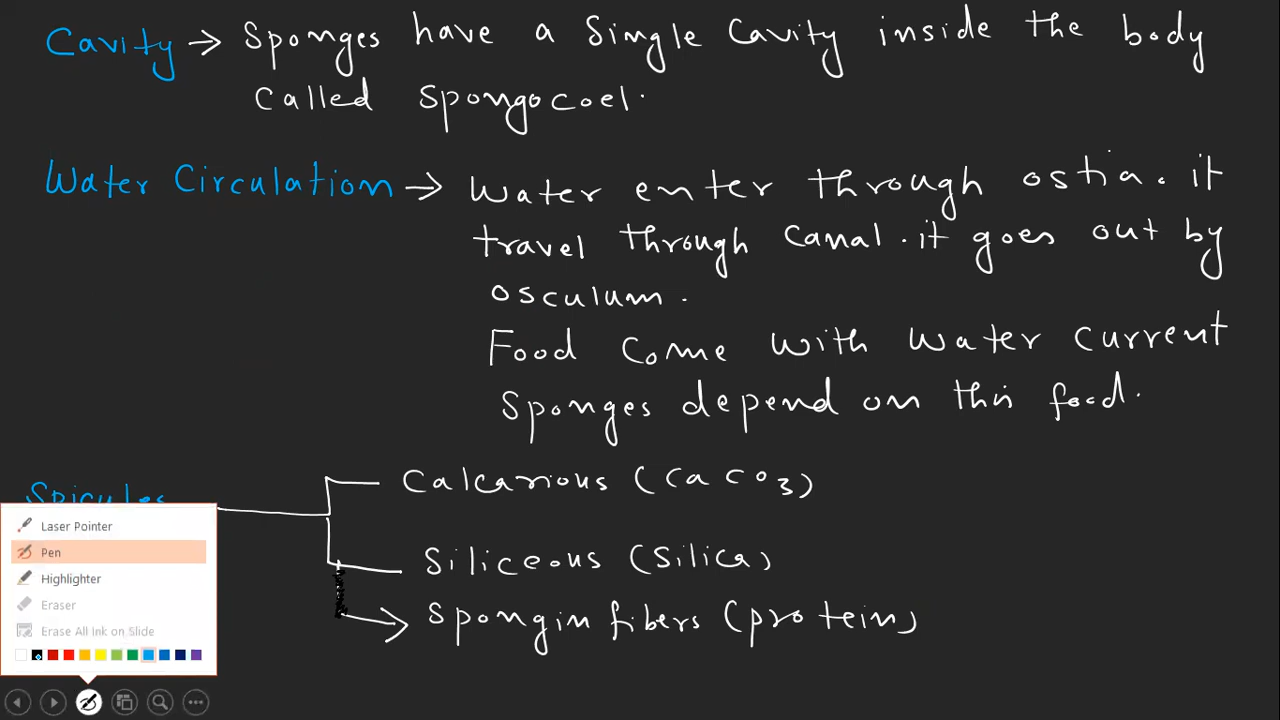 Cavity → Sponges have a Single Cavity inside the body
Called Spongocoel.
Water Circulation → Water enter through ostia. it
travel through Canal. it goes out by
osculum.
Food come with water current
Sponges depend on this food.
Spicules
Calcarious (CaCO3)
Siliceous (Silica)
Spongin fibers (protein)
Laser Pointer
Pen
Highlighter
Eraser
Erase All Ink on Slide